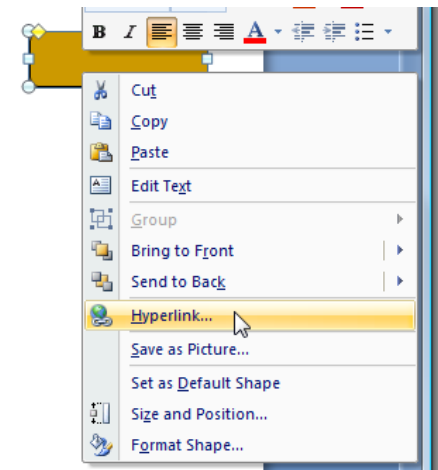 B I A
Cut
Copy
Paste
Edit Text
Group
Bring to Front
Send to Back
Hyperlink...
Save as Picture...
Set as Default Shape
Size and Position...
Format Shape...